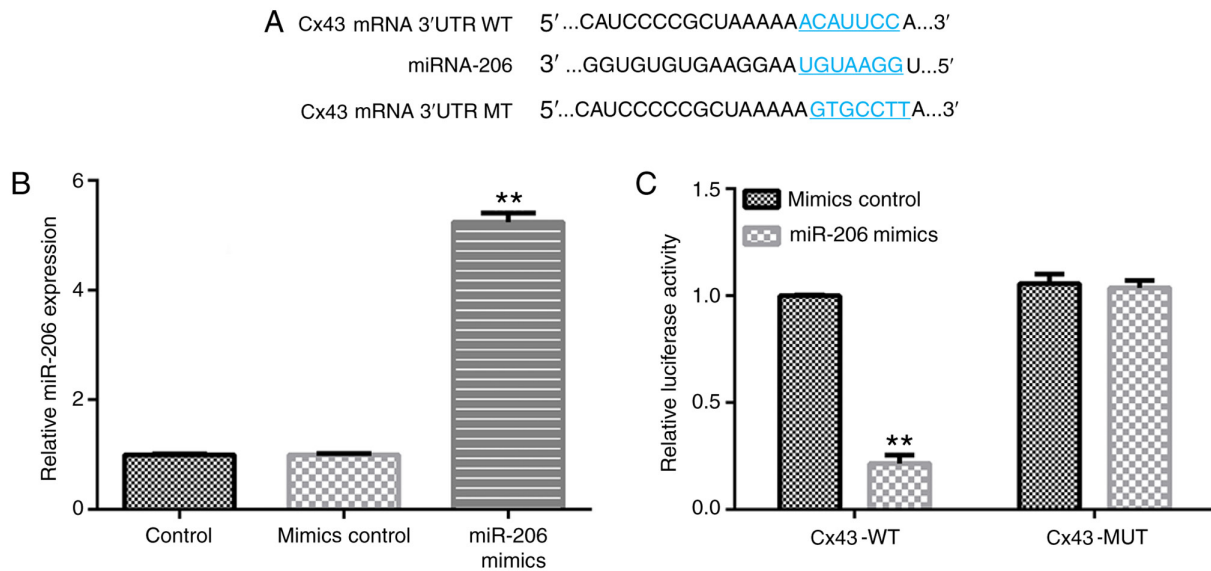 A
Cx43 mRNA 3′UTR WT 5′...CAUCCCCGCUAAAAAACAUUCCA...3′
miRNA-206 3′...GGUGUGUGAAGGAAUGUAAGGU...5′
Cx43 mRNA 3′UTR MT 5′...CAUCCCCCGCUAAAAAGTGCCTTA...3′
B
Relative miR-206 expression
6
4
2
0
**
Control
Mimics control
miR-206 mimics
C
Relative luciferase activity
1.5
1.0
0.5
0.0
Mimics control
miR-206 mimics
**
Cx43-WT
Cx43-MUT